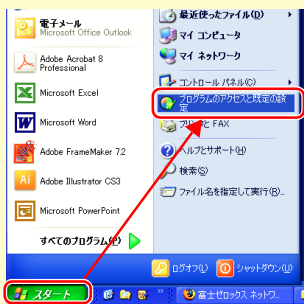 電子メール
Microsoft Office Outlook
Adobe Acrobat 8
Professional
Microsoft Excel
Microsoft Word
Adobe FrameMaker 7.2
Adobe Illustrator CS3
Microsoft PowerPoint
すべてのプログラム(P)
最近使ったファイル(D)
マイ コンピュータ
マイ ネットワーク
コントロール パネル(C)
プログラムのアクセスと既定の設
定
プリンタと FAX
ヘルプとサポート(H)
検索(S)
ファイル名を指定して実行(R)...
ログオフ(L)
シャットダウン(U)
スタート
富士ゼロックス ネットワ...